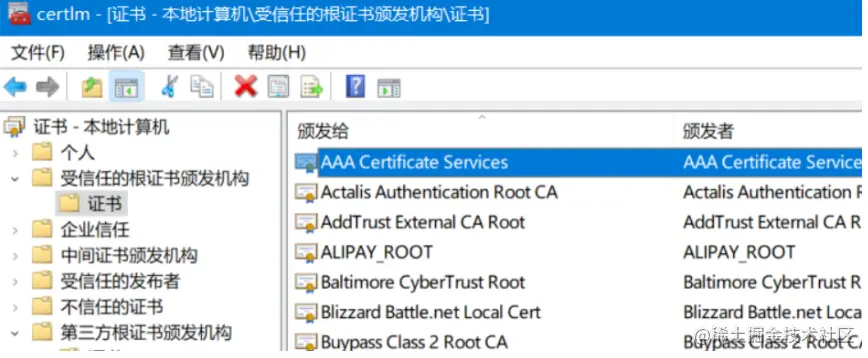 certlm - [证书 - 本地计算机\受信任的根证书颁发机构\证书]
文件(F) 操作(A) 查看(V) 帮助(H)
证书 - 本地计算机
个人
受信任的根证书颁发机构
证书
企业信任
中间证书颁发机构
受信任的发布者
不信任的证书
第三方根证书颁发机构
颁发给 颁发者
AAA Certificate Services AAA Certificate Service
Actalis Authentication Root CA Actalis Authentication Ro
AddTrust External CA Root AddTrust External CA Ro
ALIPAY_ROOT ALIPAY_ROOT
Baltimore CyberTrust Root Baltimore CyberTrust Ro
Blizzard Battle.net Local Cert Blizzard Battle.net Local
Buypass Class 2 Root CA Buypass Class 2 Root CA
@稀土掘金技术社区